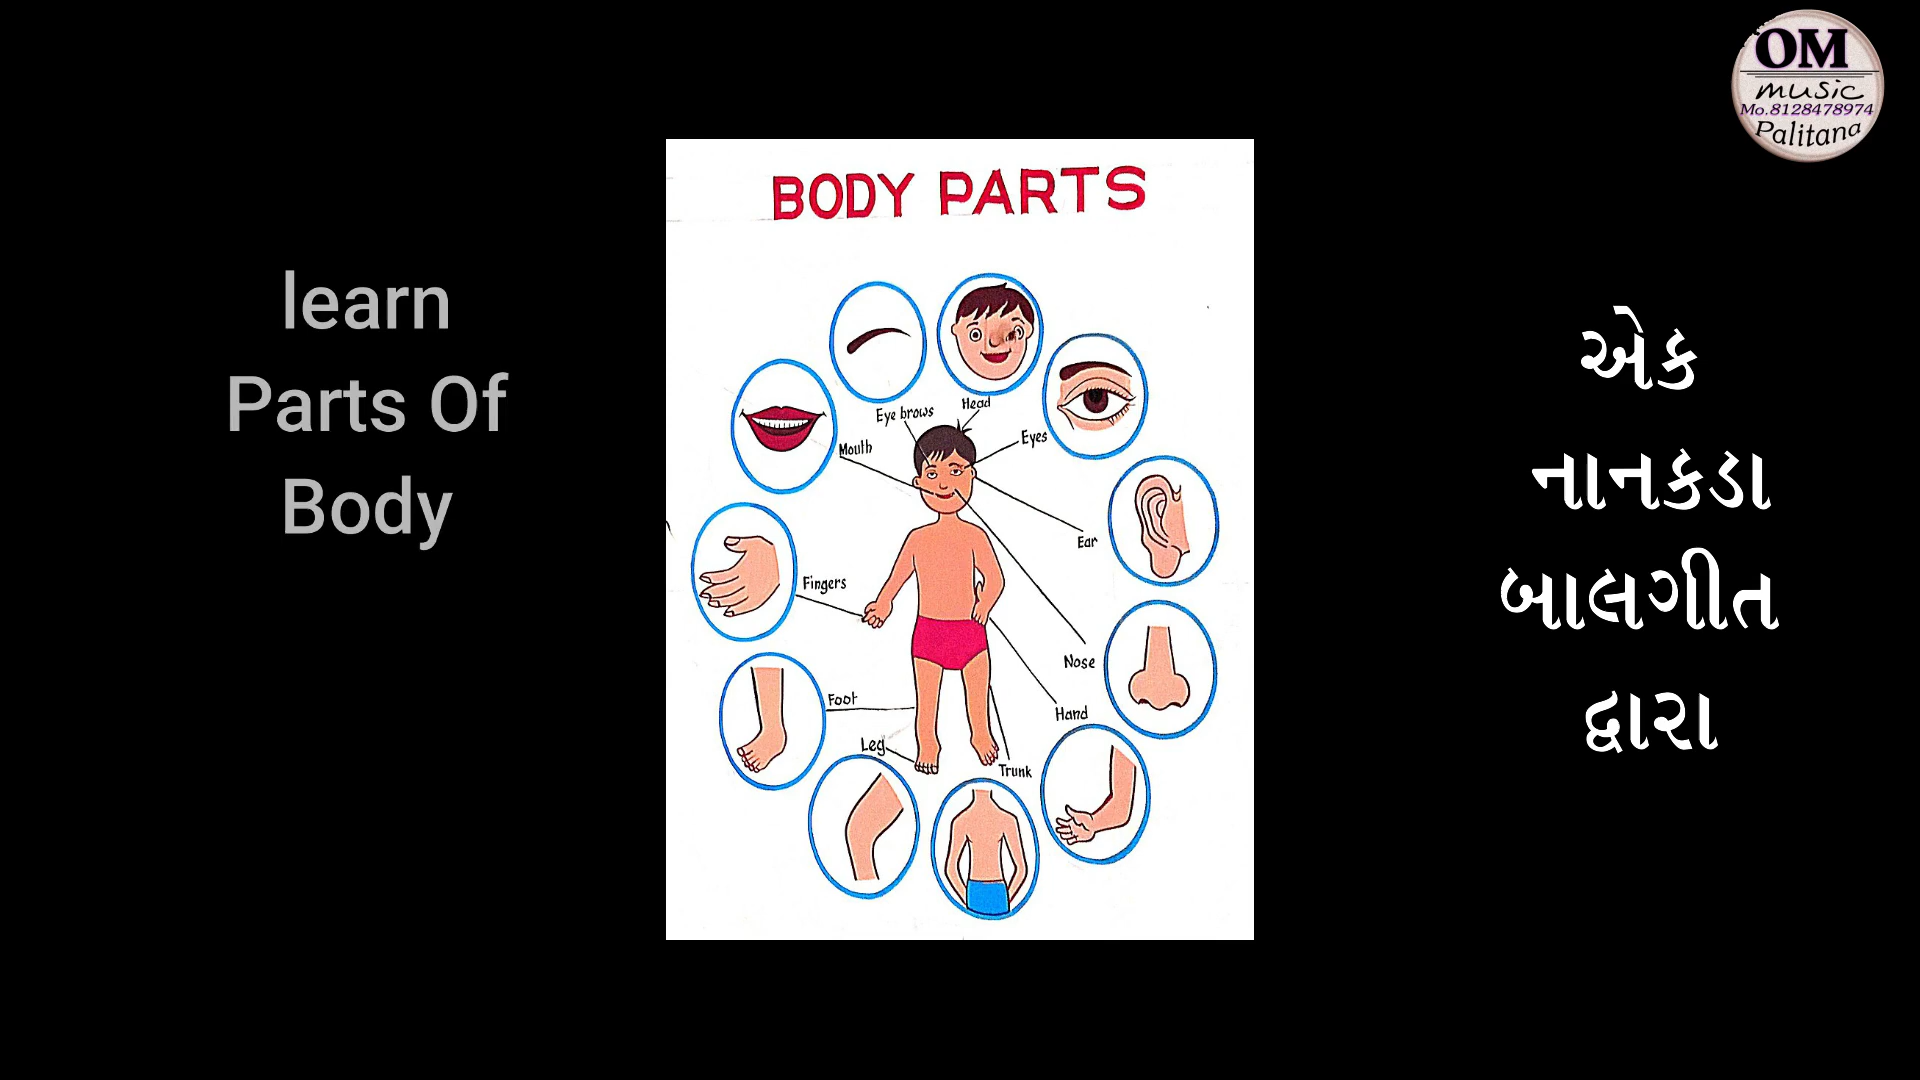 OM
music
Mo.8128478974
Palitana
learn
Parts Of
Body
BODY PARTS
Eye brows
Head
Eyes
Mouth
Ear
Fingers
Nose
Foot
Hand
Leg
Trunk
એક
નાનકડા
બાલગીત
દ્વારા